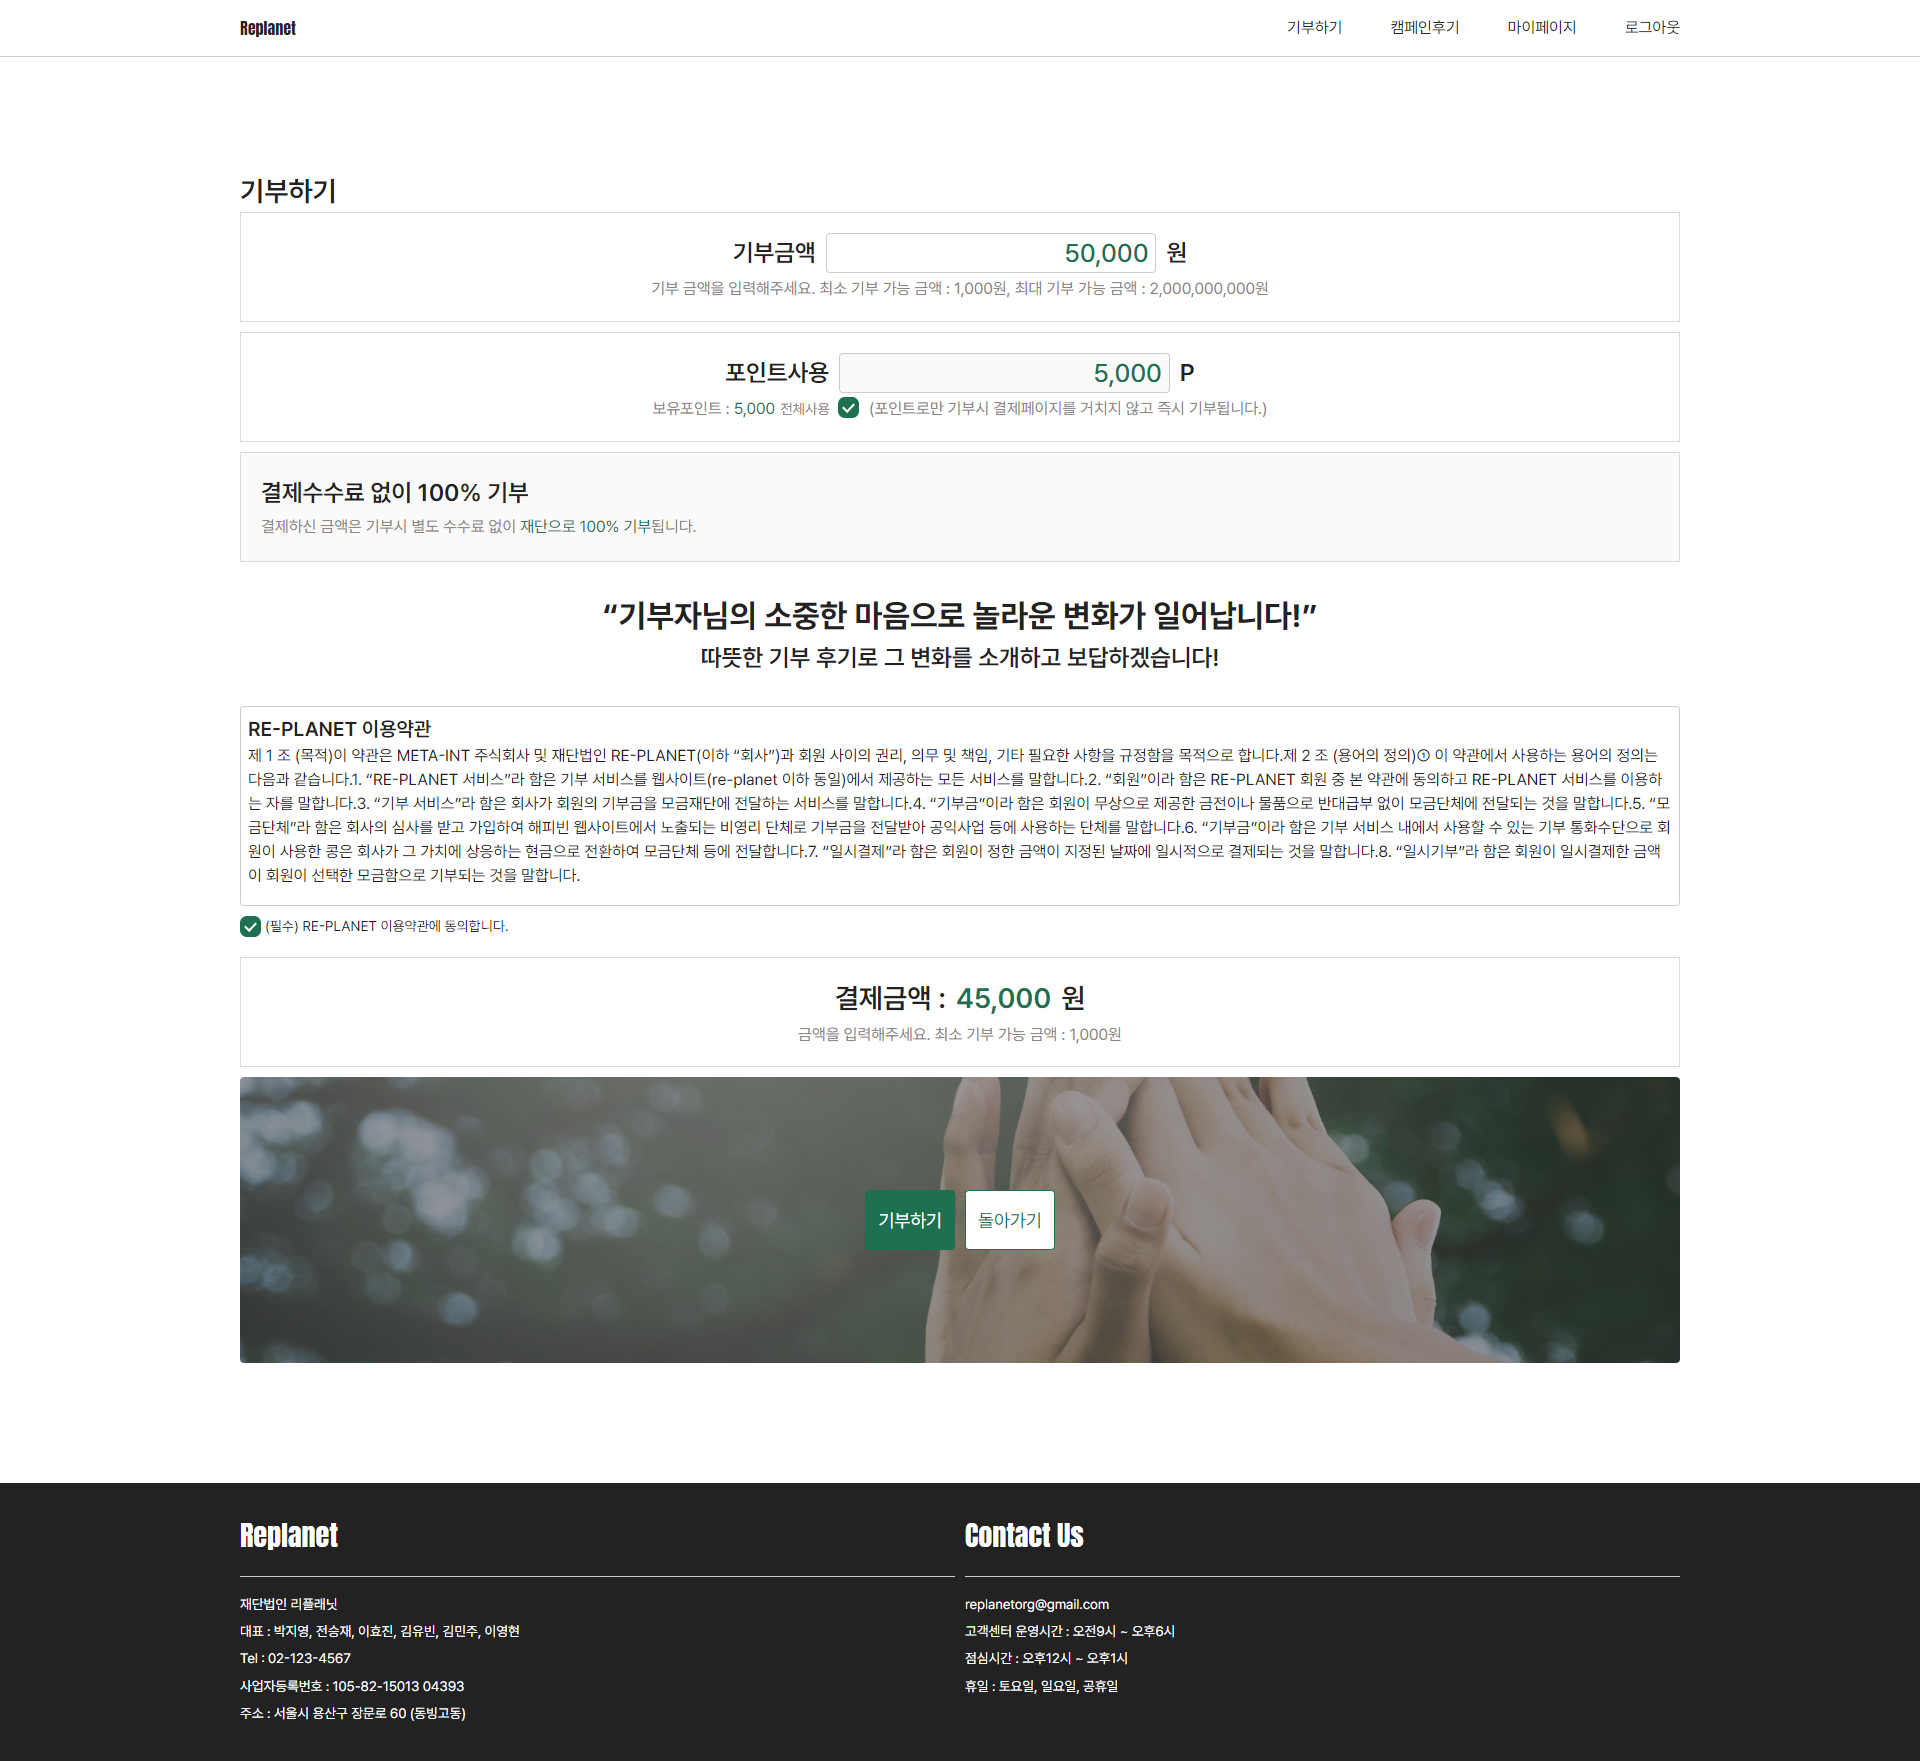 Replanet
기부하기
캠페인후기
마이페이지
로그아웃
기부하기
기부금액 50,000 원
기부 금액을 입력해주세요. 최소 기부 가능 금액 : 1,000원, 최대 기부 가능 금액 : 2,000,000,000원
포인트사용 5,000 P
보유포인트 : 5,000 전체사용 (포인트로만 기부시 결제페이지를 거치지 않고 즉시 기부됩니다.)
결제수수료 없이 100% 기부
결제하신 금액은 기부시 별도 수수료 없이 재단으로 100% 기부됩니다.
“기부자님의 소중한 마음으로 놀라운 변화가 일어납니다!”
따뜻한 기부 후기로 그 변화를 소개하고 보답하겠습니다!
RE-PLANET 이용약관
제 1 조 (목적)이 약관은 META-INT 주식회사 및 재단법인 RE-PLANET(이하 “회사”)과 회원 사이의 권리, 의무 및 책임, 기타 필요한 사항을 규정함을 목적으로 합니다.제 2 조 (용어의 정의)① 이 약관에서 사용하는 용어의 정의는
다음과 같습니다.1. “RE-PLANET 서비스”라 함은 기부 서비스를 웹사이트(re-planet 이하 동일)에서 제공하는 모든 서비스를 말합니다.2. “회원”이라 함은 RE-PLANET 회원 중 본 약관에 동의하고 RE-PLANET 서비스를 이용하
는 자를 말합니다.3. “기부 서비스”라 함은 회사가 회원의 기부금을 모금재단에 전달하는 서비스를 말합니다.4. “기부금”이라 함은 회원이 무상으로 제공한 금전이나 물품으로 반대급부 없이 모금단체에 전달되는 것을 말합니다.5. “모
금단체”라 함은 회사의 심사를 받고 가입하여 해피빈 웹사이트에서 노출되는 비영리 단체로 기부금을 전달받아 공익사업 등에 사용하는 단체를 말합니다.6. “기부금”이라 함은 기부 서비스 내에서 사용할 수 있는 기부 통화수단으로 회
원이 사용한 콩은 회사가 그 가치에 상응하는 현금으로 전환하여 모금단체 등에 전달합니다.7. “일시결제”라 함은 회원이 정한 금액이 지정된 날짜에 일시적으로 결제되는 것을 말합니다.8. “일시기부”라 함은 회원이 일시결제한 금액
이 회원이 선택한 모금함으로 기부되는 것을 말합니다.
(필수) RE-PLANET 이용약관에 동의합니다.
결제금액 : 45,000 원
금액을 입력해주세요. 최소 기부 가능 금액 : 1,000원
기부하기
돌아가기
Replanet
재단법인 리플래닛
대표 : 박지영, 전승재, 이효진, 김유빈, 김민주, 이영현
Tel : 02-123-4567
사업자등록번호 : 105-82-15013 04393
주소 : 서울시 용산구 장문로 60 (동빙고동)
Contact Us
replanetorg@gmail.com
고객센터 운영시간 : 오전9시 ~ 오후6시
점심시간 : 오후12시 ~ 오후1시
휴일 : 토요일, 일요일, 공휴일